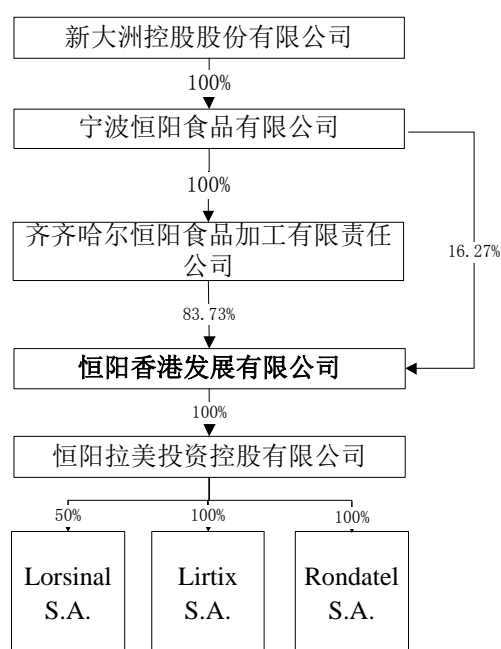 新大洲控股股份有限公司
100%
宁波恒阳食品有限公司
100%
齐齐哈尔恒阳食品加工有限责任
公司
16.27%
83.73%
恒阳香港发展有限公司
100%
恒阳拉美投资控股有限公司
50%
100%
100%
Lorsinal
S.A.
Lirtix
S.A.
Rondatel
S.A.